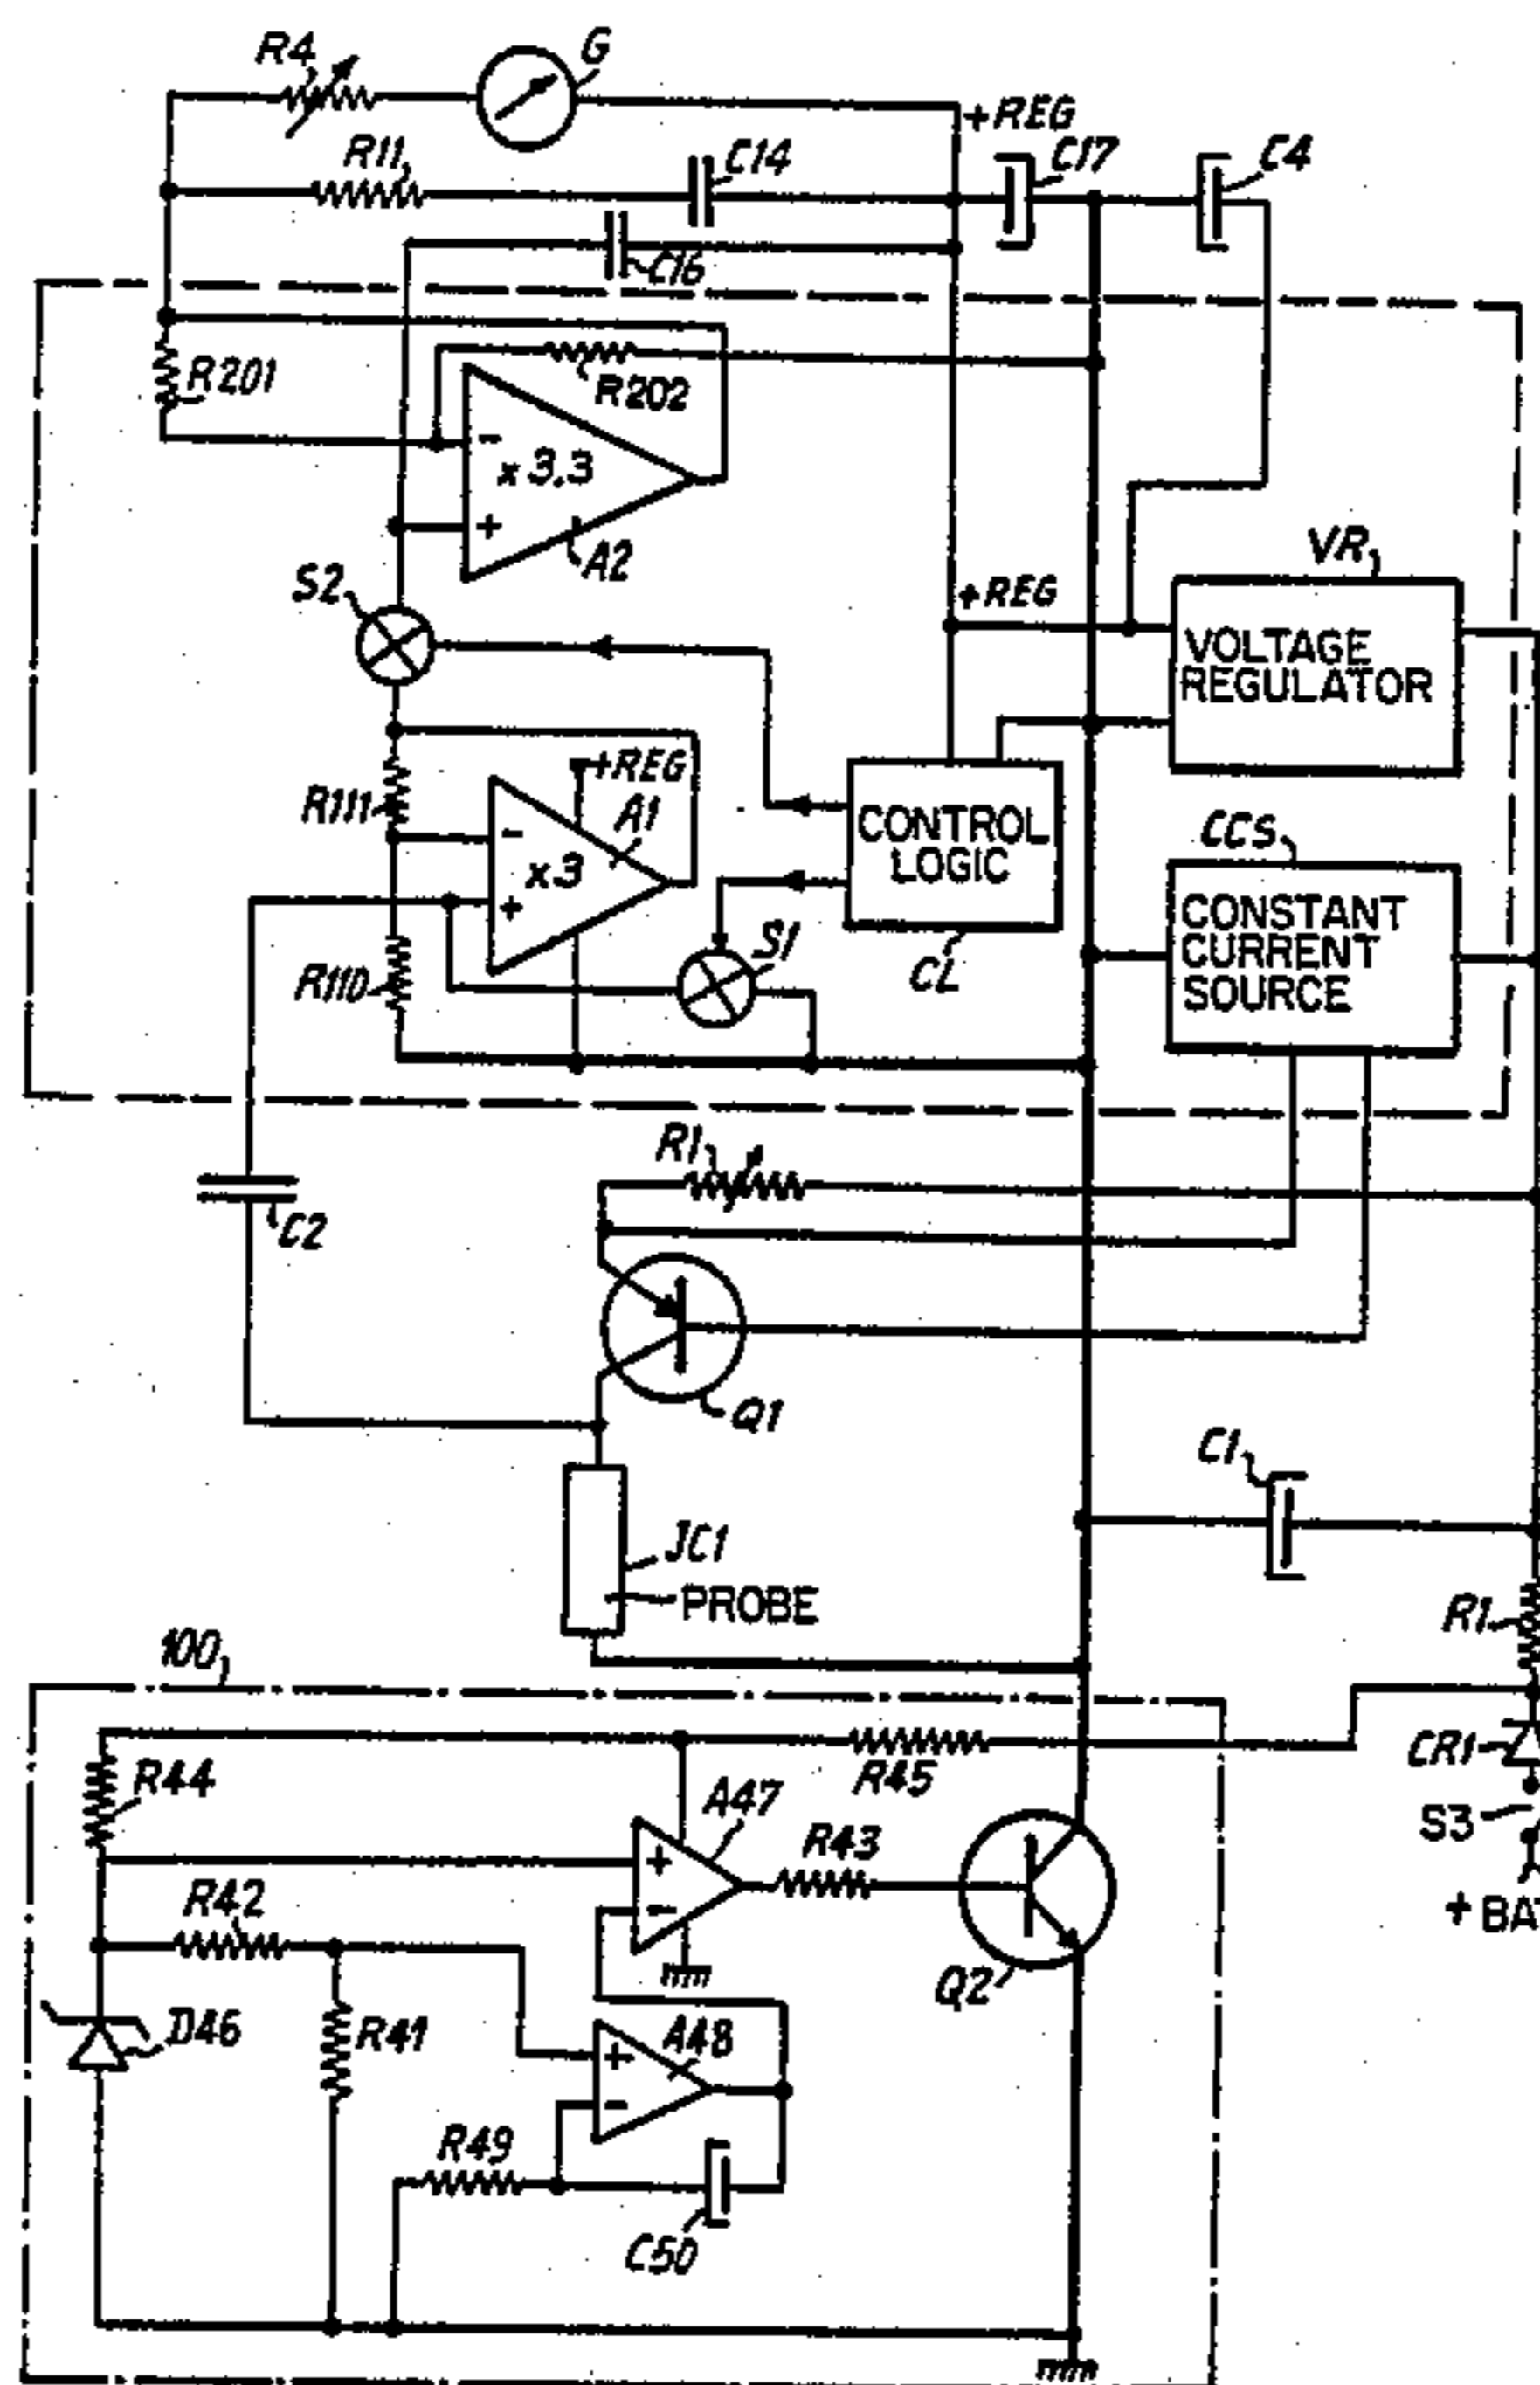 R4
G
+REG
R11
C14
C17
C4
C16
R201
R202
-
x3.3
+
A2
S2
VR
+REG
VOLTAGE
REGULATOR
R111
+REG
A1
-
x3
+
CONTROL
LOGIC
CCS
CONSTANT
CURRENT
SOURCE
S1
CL
R110
R1
C2
Q1
C1
JC1
PROBE
R1
100
R44
R45
CR1
A47
S3
R43
+
-
R42
+ BAT
Q2
D46
R41
A48
+
-
R49
C50